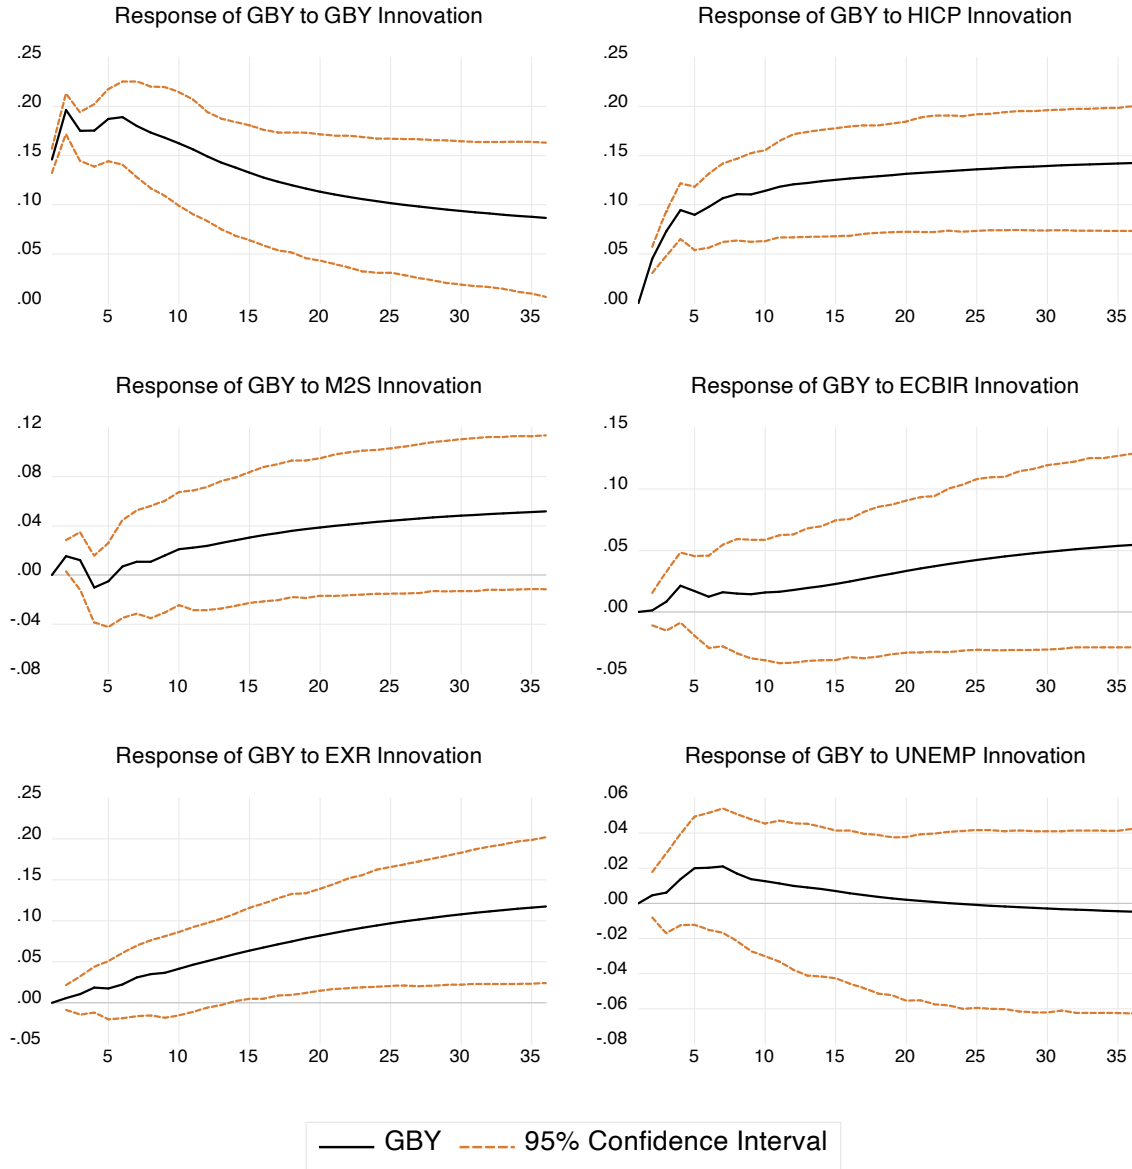 Response of GBY to GBY Innovation
.25
.20
.15
.10
.05
.00
5 10 15 20 25 30 35
Response of GBY to HICP Innovation
.25
.20
.15
.10
.05
.00
5 10 15 20 25 30 35
Response of GBY to M2S Innovation
.12
.08
.04
.00
-.04
-.08
5 10 15 20 25 30 35
Response of GBY to ECBIR Innovation
.15
.10
.05
.00
-.05
5 10 15 20 25 30 35
Response of GBY to EXR Innovation
.25
.20
.15
.10
.05
.00
-.05
5 10 15 20 25 30 35
Response of GBY to UNEMP Innovation
.06
.04
.02
.00
-.02
-.04
-.06
-.08
5 10 15 20 25 30 35
GBY 95% Confidence Interval